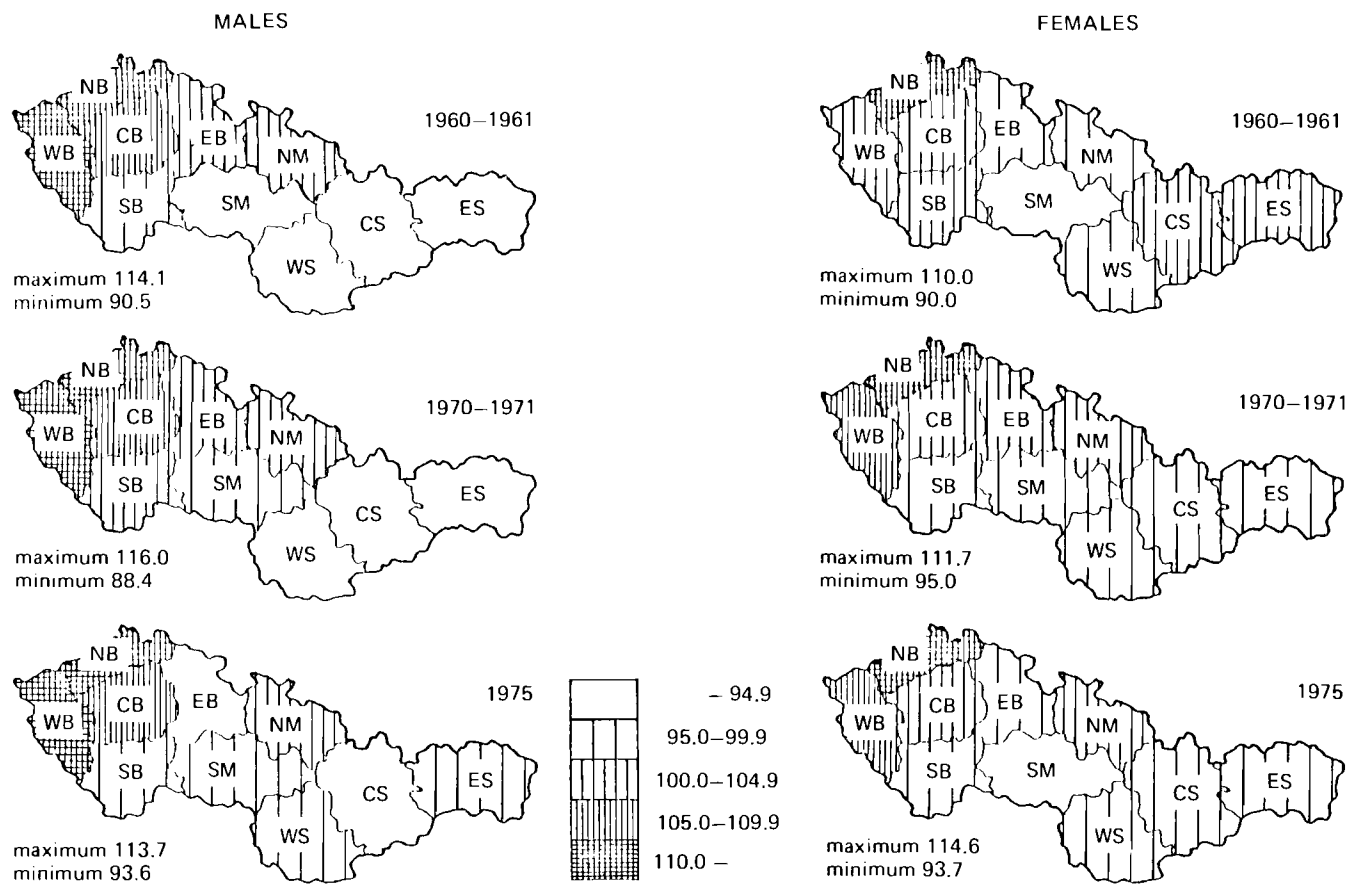 MALES
FEMALES
NB
WB
CB
EB
NM
SB
SM
CS
ES
WS
1960–1961
maximum 114.1
minimum 90.5
NB
WB
CB
EB
NM
SB
SM
CS
ES
WS
1960–1961
maximum 110.0
minimum 90.0
NB
WB
CB
EB
NM
SB
SM
CS
ES
WS
1970–1971
maximum 116.0
minimum 88.4
NB
WB
CB
EB
NM
SB
SM
CS
ES
WS
1970–1971
maximum 111.7
minimum 95.0
NB
WB
CB
EB
NM
SB
SM
CS
ES
WS
1975
maximum 113.7
minimum 93.6
– 94.9
95.0–99.9
100.0–104.9
105.0–109.9
110.0 –
NB
WB
CB
EB
NM
SB
SM
CS
ES
WS
1975
maximum 114.6
minimum 93.7